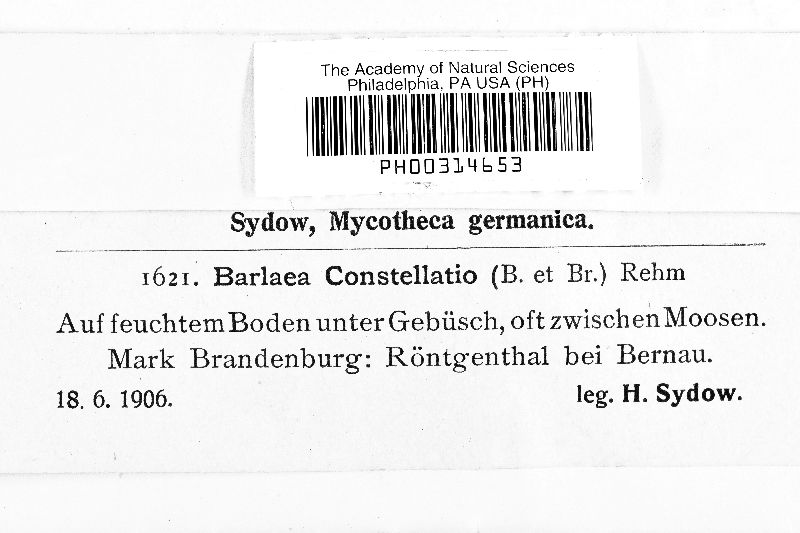 The Academy of Natural Sciences
Philadelphia, PA USA (PH)
PH00314653
Sydow, Mycotheca germanica.
1621. Barlaea Constellatio (B. et Br.) Rehm
Auf feuchtem Boden unter Gebüsch, oft zwischen Moosen.
Mark Brandenburg: Röntgenthal bei Bernau.
18. 6. 1906. leg. H. Sydow.